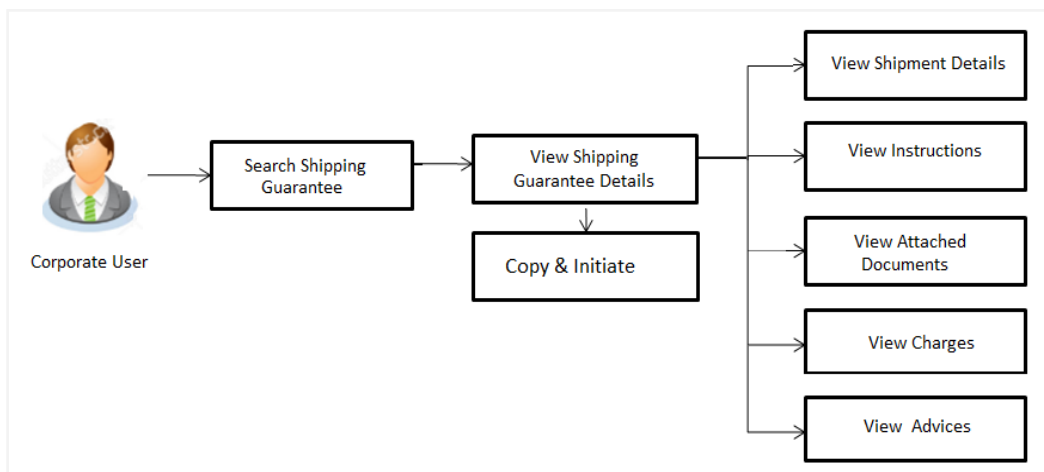 View Shipment Details
Search Shipping
Guarantee
View Shipping
Guarantee Details
View Instructions
Corporate User
Copy & Initiate
View Attached
Documents
View Charges
View Advices